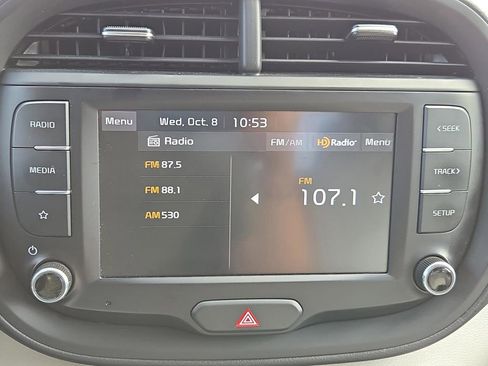 Menu Wed, Oct. 8 10:53
Radio FM/AM HD Radio Menu
FM 87.5
FM 88.1
AM 530
FM
107.1
RADIO
MEDIA
< SEEK
TRACK >
SETUP